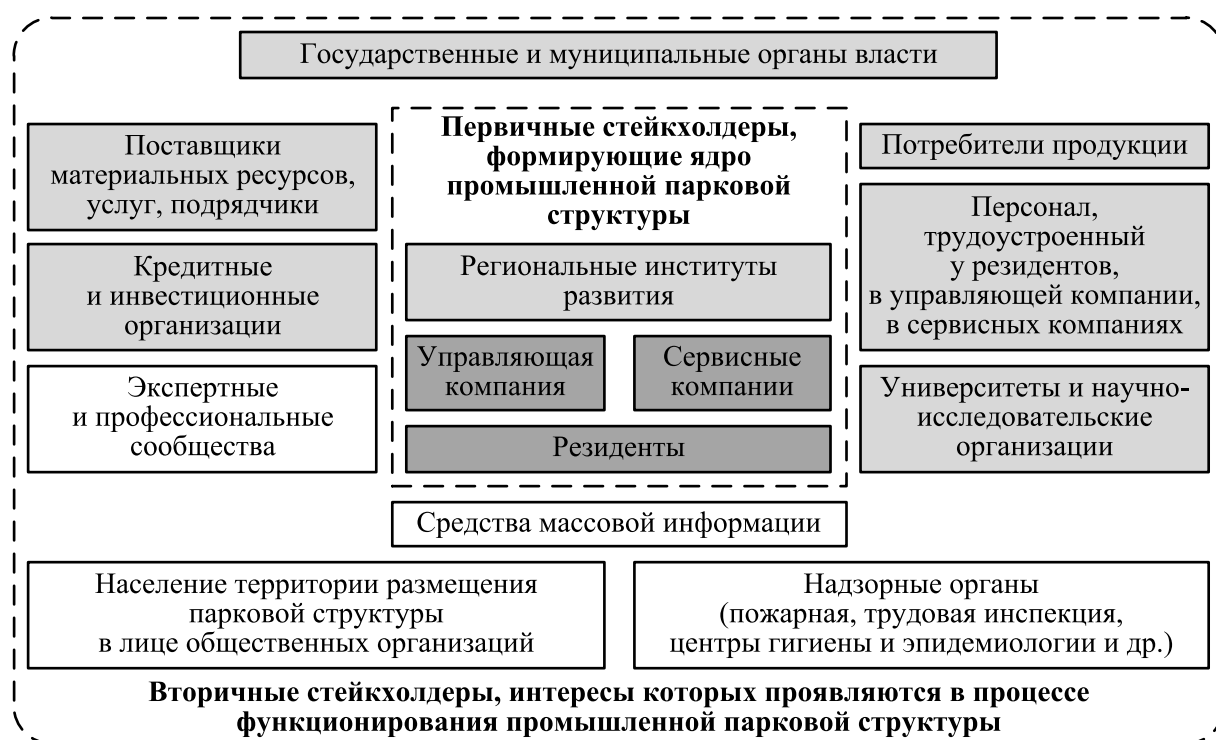 Государственные и муниципальные органы власти
Поставщики
материальных ресурсов,
услуг, подрядчики
Кредитные
и инвестиционные
организации
Экспертные
и профессиональные
сообщества
Первичные стейкхолдеры,
формирующие ядро
промышленной парковой
структуры
Региональные институты
развития
Управляющая
компания
Сервисные
компании
Резиденты
Потребители продукции
Персонал,
трудоустроенный
у резидентов,
в управляющей компании,
в сервисных компаниях
Университеты и научно-
исследовательские
организации
Средства массовой информации
Население территории размещения
парковой структуры
в лице общественных организаций
Надзорные органы
(пожарная, трудовая инспекция,
центры гигиены и эпидемиологии и др.)
Вторичные стейкхолдеры, интересы которых проявляются в процессе
функционирования промышленной парковой структуры